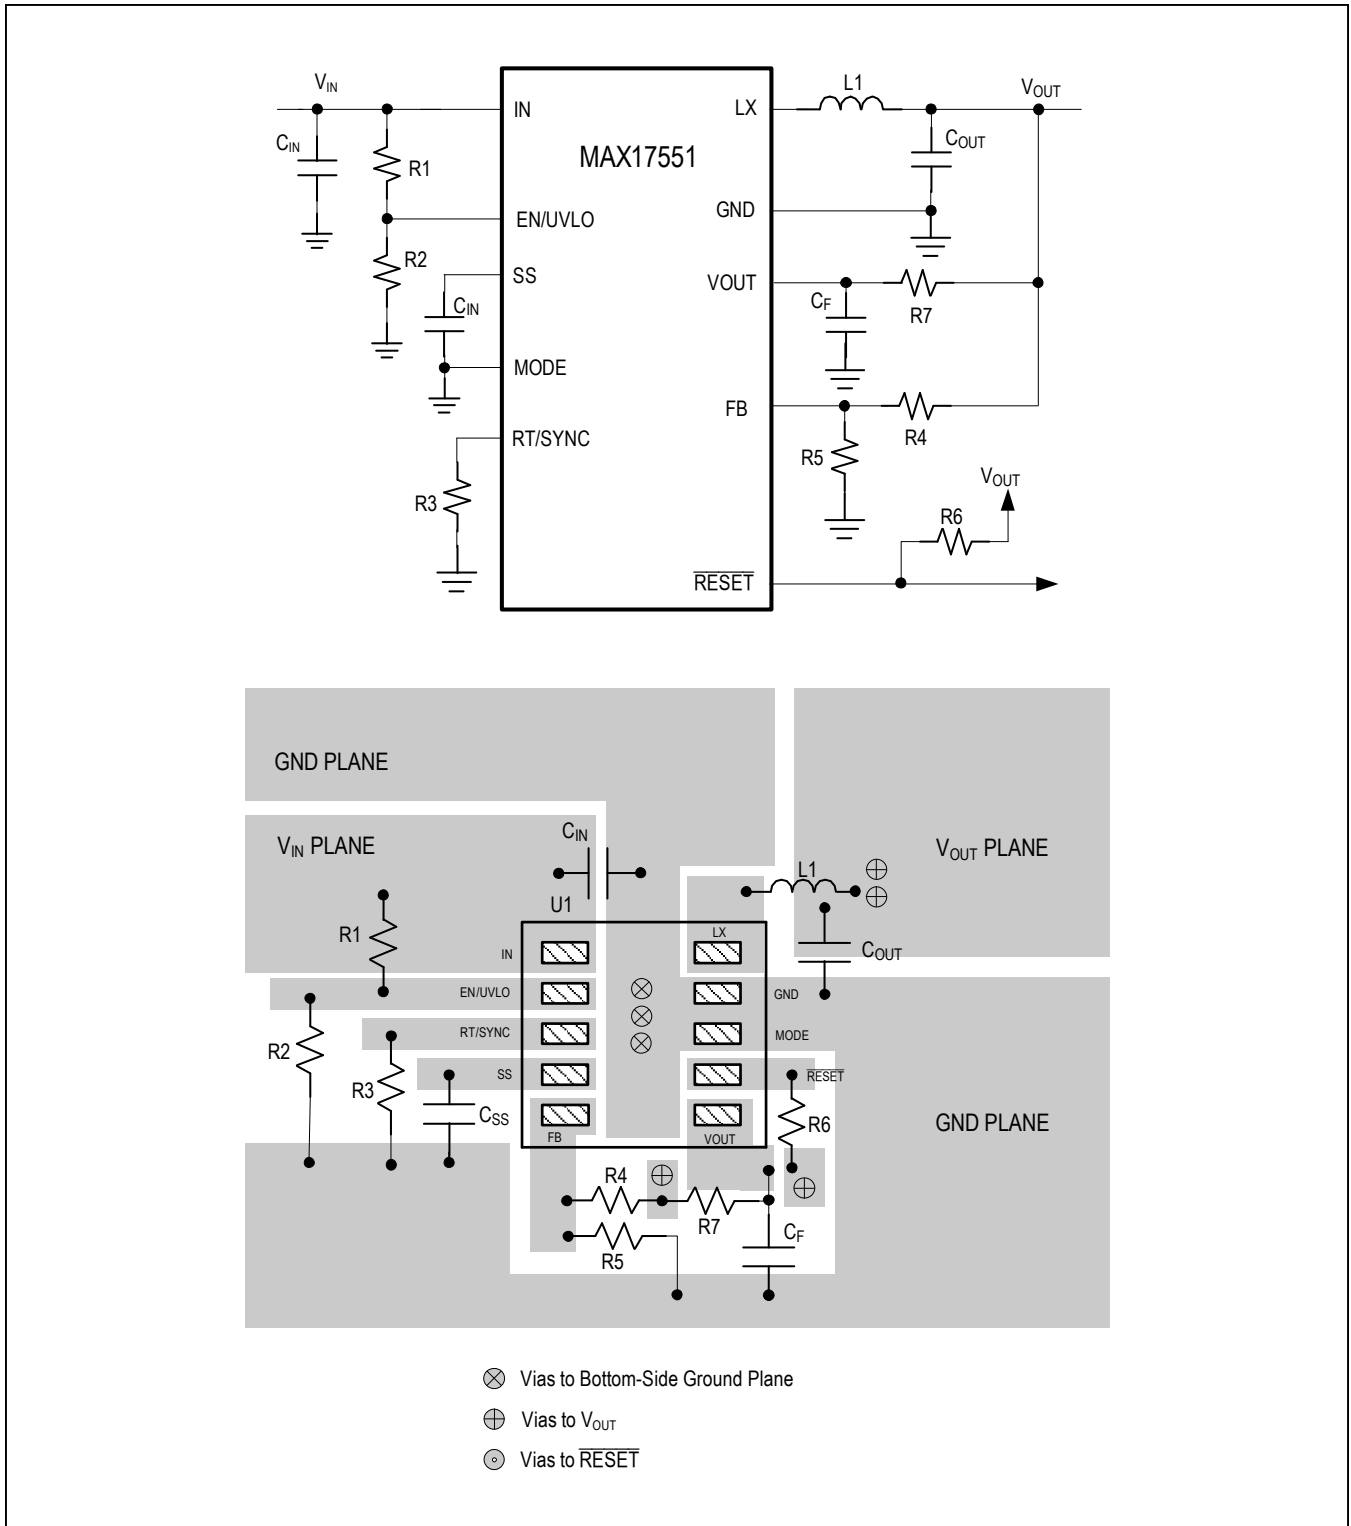 V_IN
L1
V_OUT
IN
LX
C_IN
R1
MAX17551
C_OUT
EN/UVLO
GND
R2
SS
VOUT
C_IN
C_F
R7
MODE
FB
R4
RT/SYNC
R5
R3
V_OUT
R6
RESET
GND PLANE
V_IN PLANE
C_IN
V_OUT PLANE
L1
U1
R1
LX
IN
C_OUT
EN/UVLO
GND
RT/SYNC
MODE
R2
SS
RESET
R3
C_SS
R6
GND PLANE
FB
VOUT
R4
R7
C_F
R5
Vias to Bottom-Side Ground Plane
Vias to V_OUT
Vias to RESET